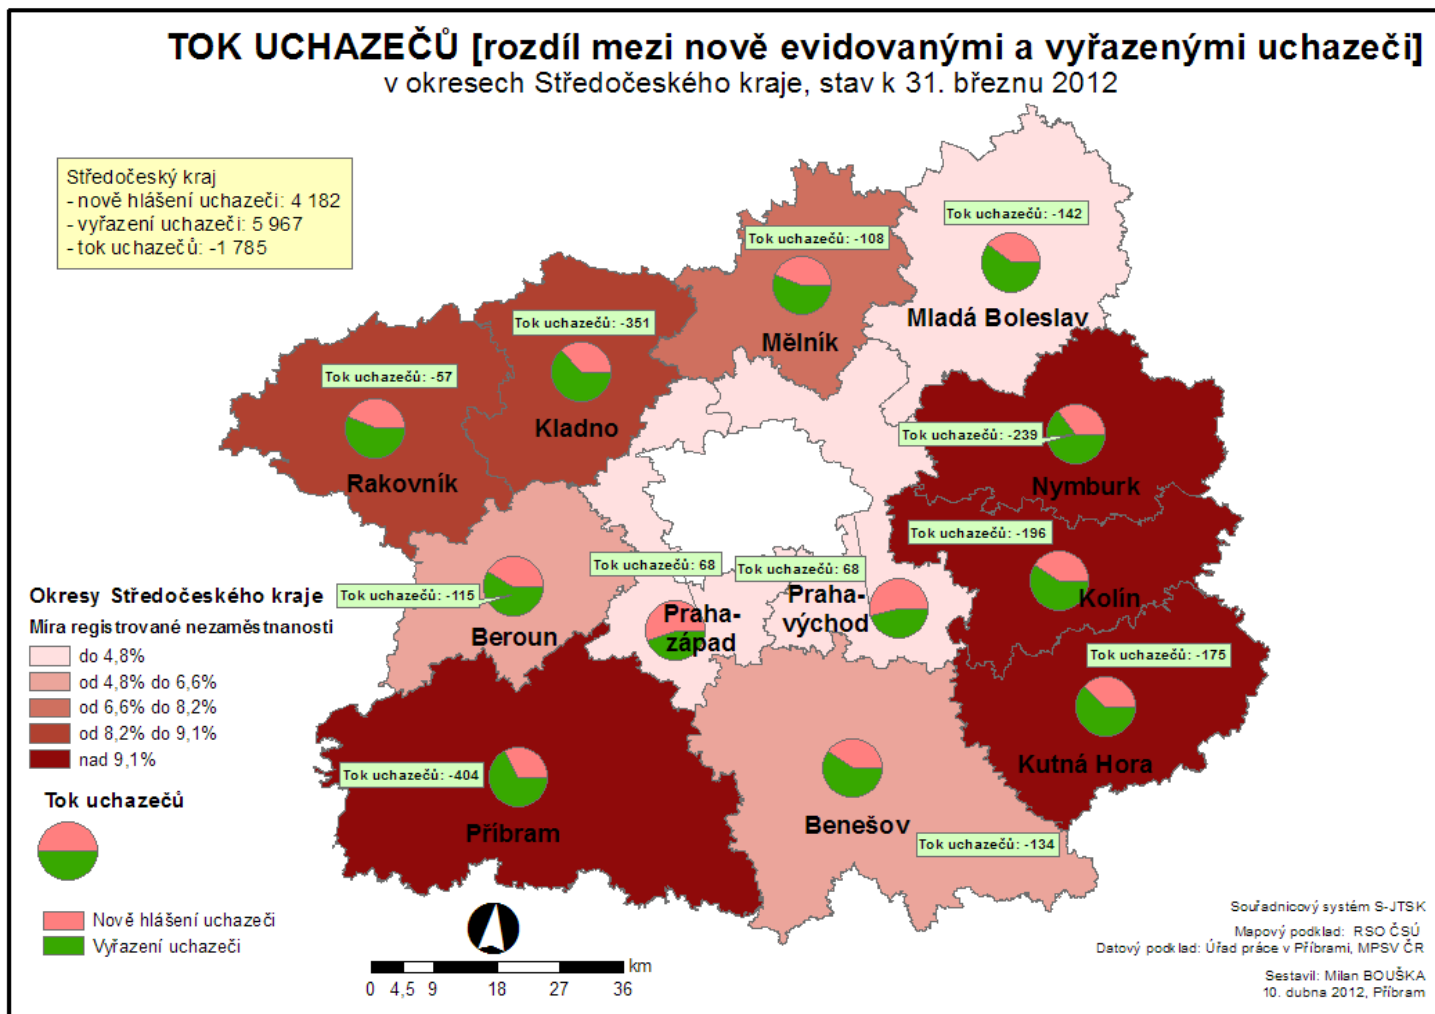 TOK UCHAZEČŮ [rozdíl mezi nově evidovanými a vyřazenými uchazeči]
v okresech Středočeského kraje, stav k 31. březnu 2012
Středočeský kraj
- nově hlášení uchazeči: 4 182
- vyřazení uchazeči: 5 967
- tok uchazečů: -1 785
Tok uchazečů: -142
Mladá Boleslav
Tok uchazečů: -108
Mělník
Tok uchazečů: -351
Kladno
Tok uchazečů: -57
Rakovník
Tok uchazečů: -239
Nymburk
Tok uchazečů: -196
Kolín
Tok uchazečů: 68
Praha-
západ
Tok uchazečů: 68
Praha-
východ
Tok uchazečů: -115
Beroun
Tok uchazečů: -175
Kutná Hora
Tok uchazečů: -404
Příbram
Benešov
Tok uchazečů: -134
Okresy Středočeského kraje
Míra registrované nezaměstnanosti
do 4,8%
od 4,8% do 6,6%
od 6,6% do 8,2%
od 8,2% do 9,1%
nad 9,1%
Tok uchazečů
Nově hlášení uchazeči
Vyřazení uchazeči
km
0 4,5 9 18 27 36
Souřadnicový systém S-JTSK
Mapový podklad: RSO ČSÚ
Datový podklad: Úřad práce v Příbrami, MPSV ČR
Sestavil: Milan BOUŠKA
10. dubna 2012, Příbram